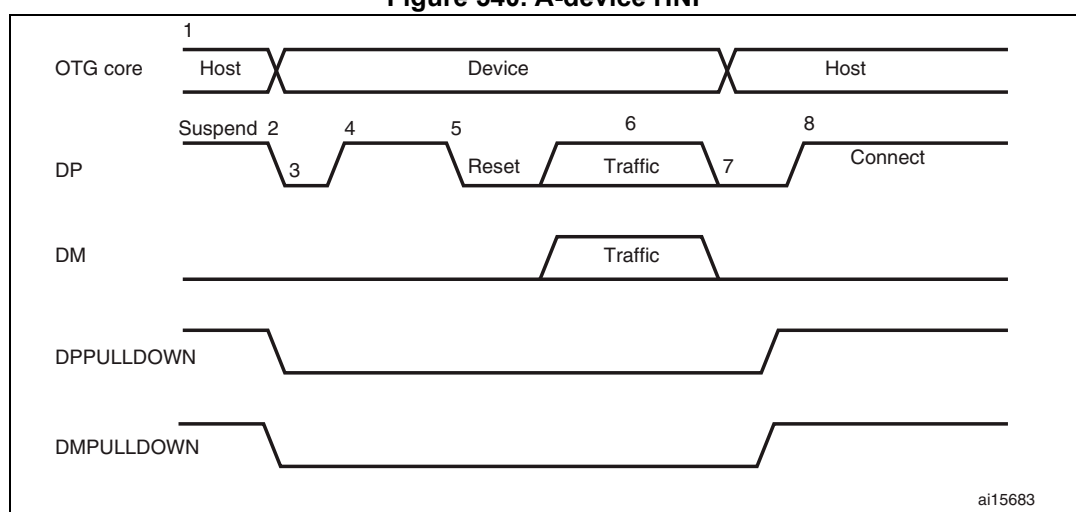 Figure 340. A-device HNP
1
OTG core Host Device Host
Suspend 2 4 5 6 8
DP 3 Reset Traffic 7 Connect
DM Traffic
DPPULLDOWN
DMPULLDOWN
ai15683